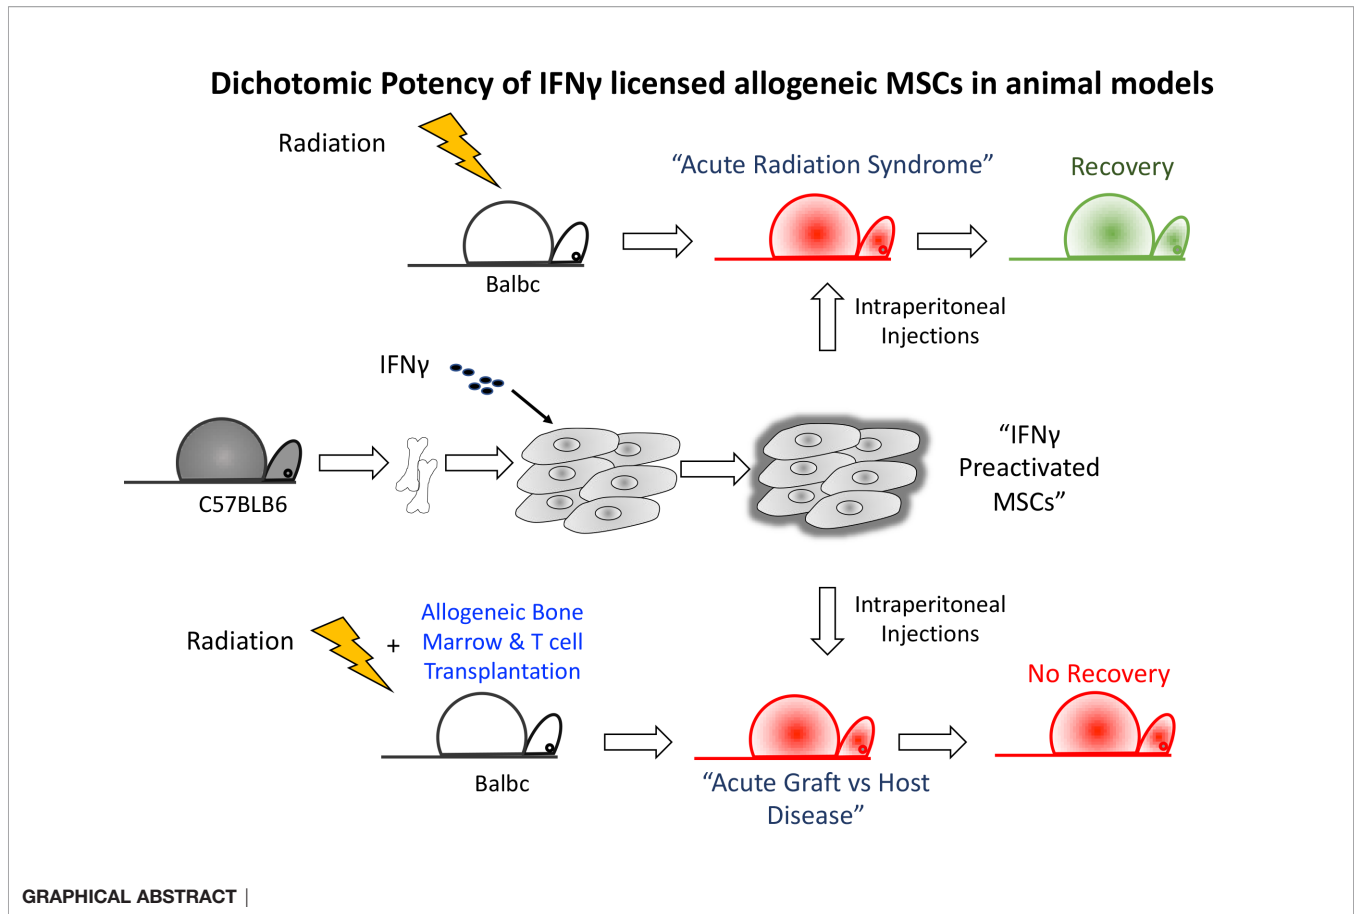 Dichotomic Potency of IFNγ licensed allogeneic MSCs in animal models
Radiation
“Acute Radiation Syndrome”
Recovery
Balbc
Intraperitoneal
Injections
IFNγ
C57BLB6
“IFNγ
Preactivated
MSCs”
Radiation
+
Allogeneic Bone
Marrow & T cell
Transplantation
Intraperitoneal
Injections
No Recovery
Balbc
“Acute Graft vs Host
Disease”
GRAPHICAL ABSTRACT |